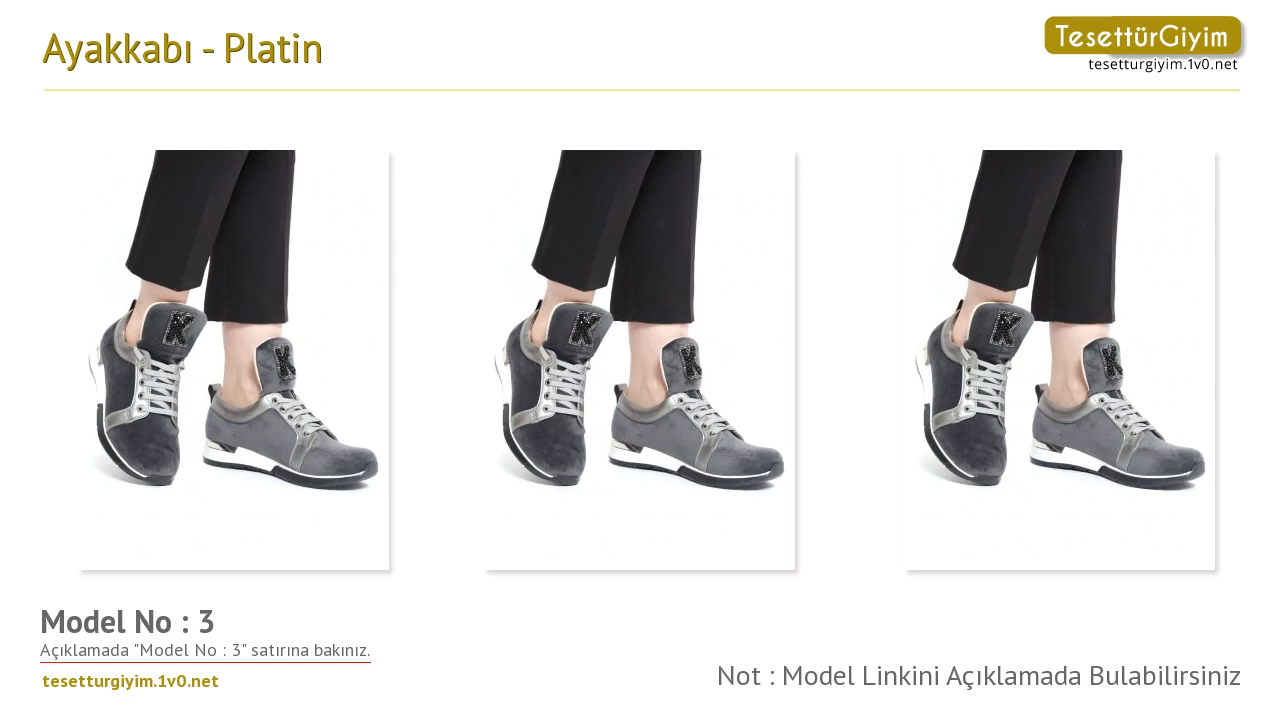 Ayakkabı - Platin
TesettürGiyim
tesetturgiyim.1v0.net
K K
K K
K K
Model No : 3
Açıklamada "Model No : 3" satırına bakınız.
tesetturgiyim.1v0.net
Not : Model Linkini Açıklamada Bulabilirsiniz